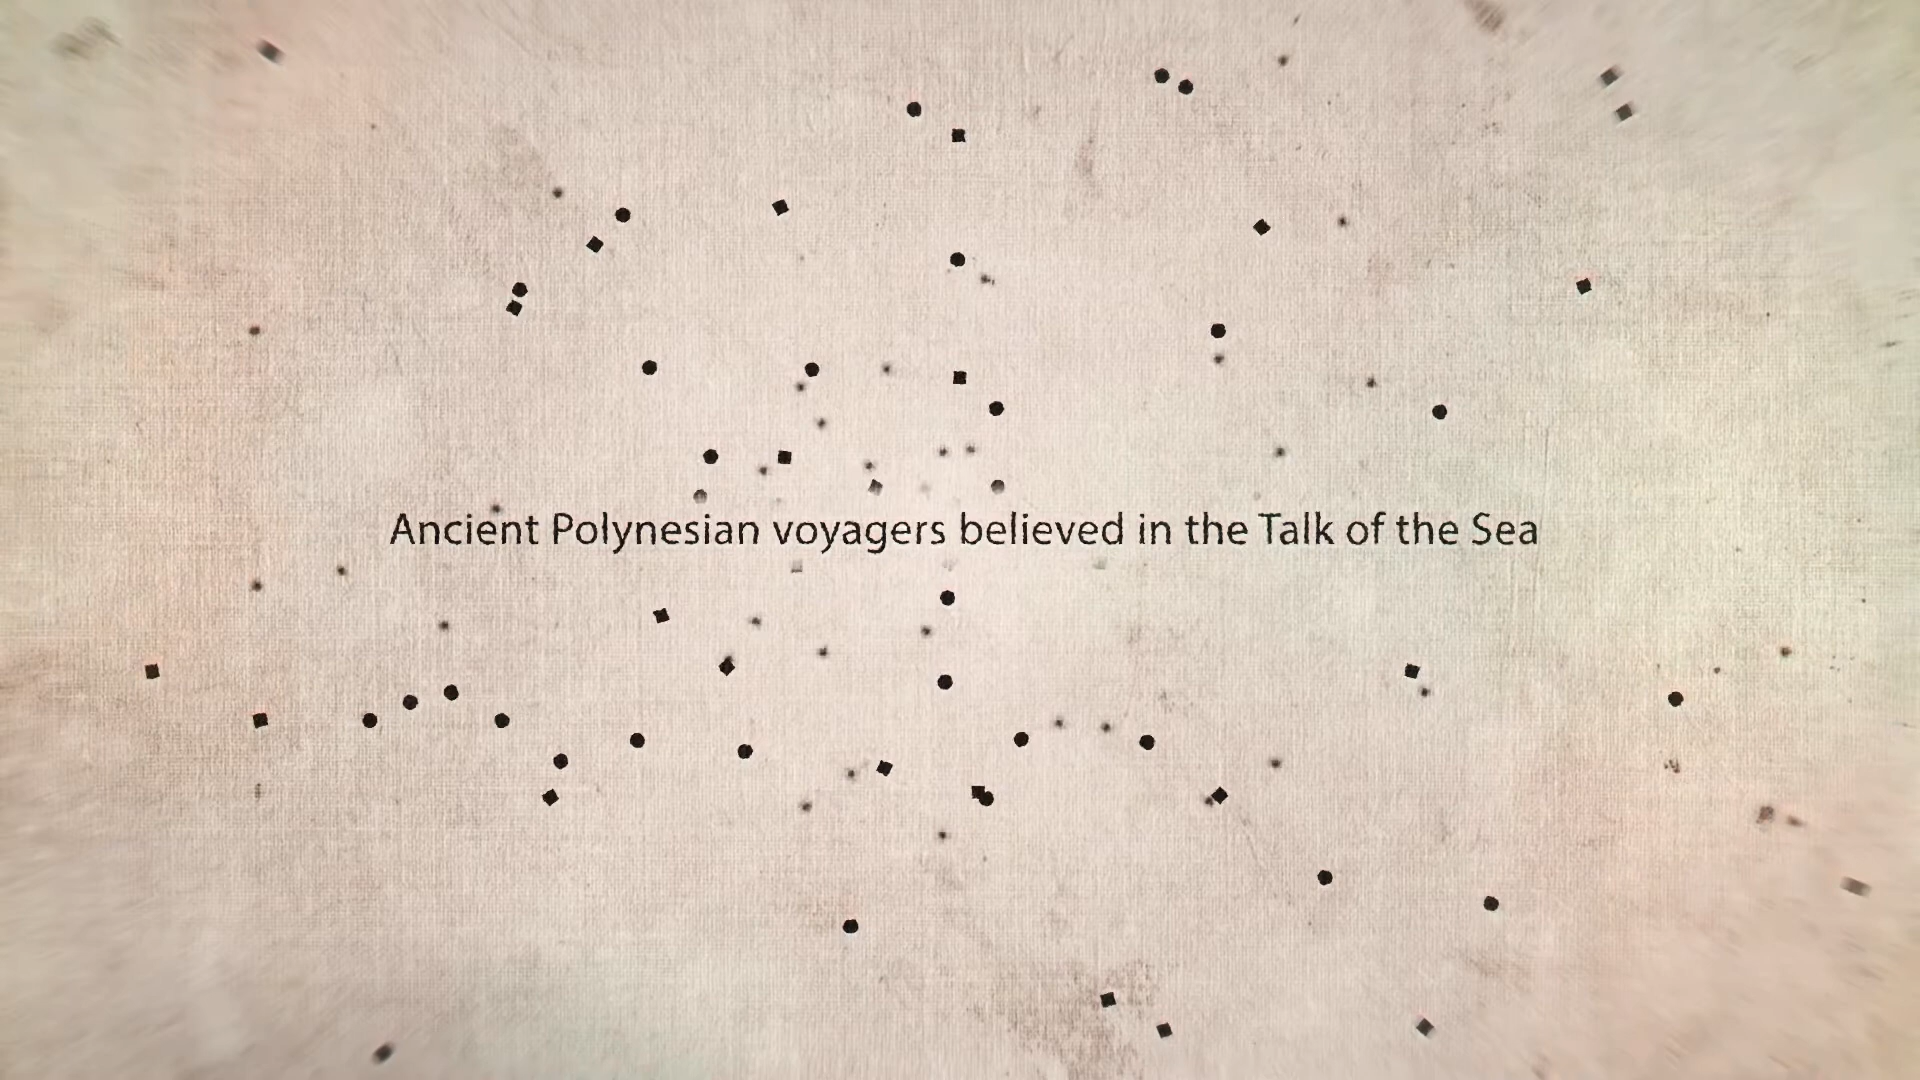 Ancient Polynesian voyagers believed in the Talk of the Sea